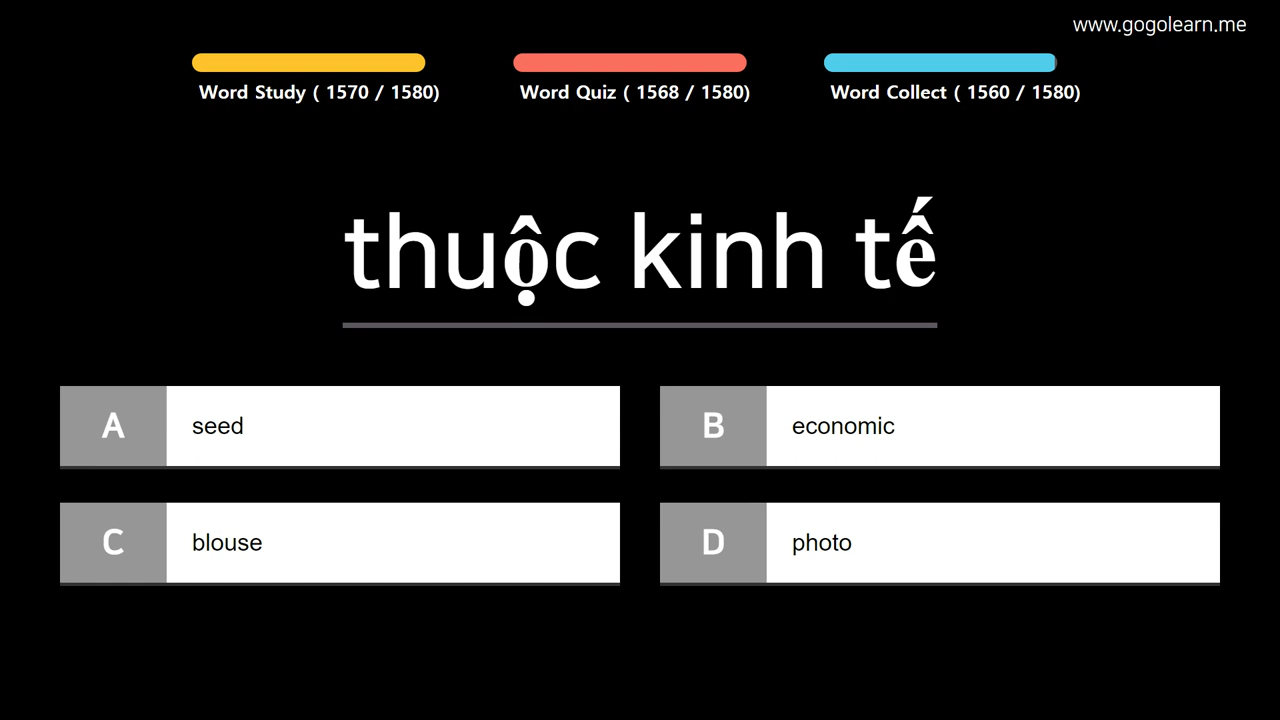 www.gogolearn.me
Word Study ( 1570 / 1580)
Word Quiz ( 1568 / 1580)
Word Collect ( 1560 / 1580)
thuộc kinh tế
A seed
B economic
C blouse
D photo